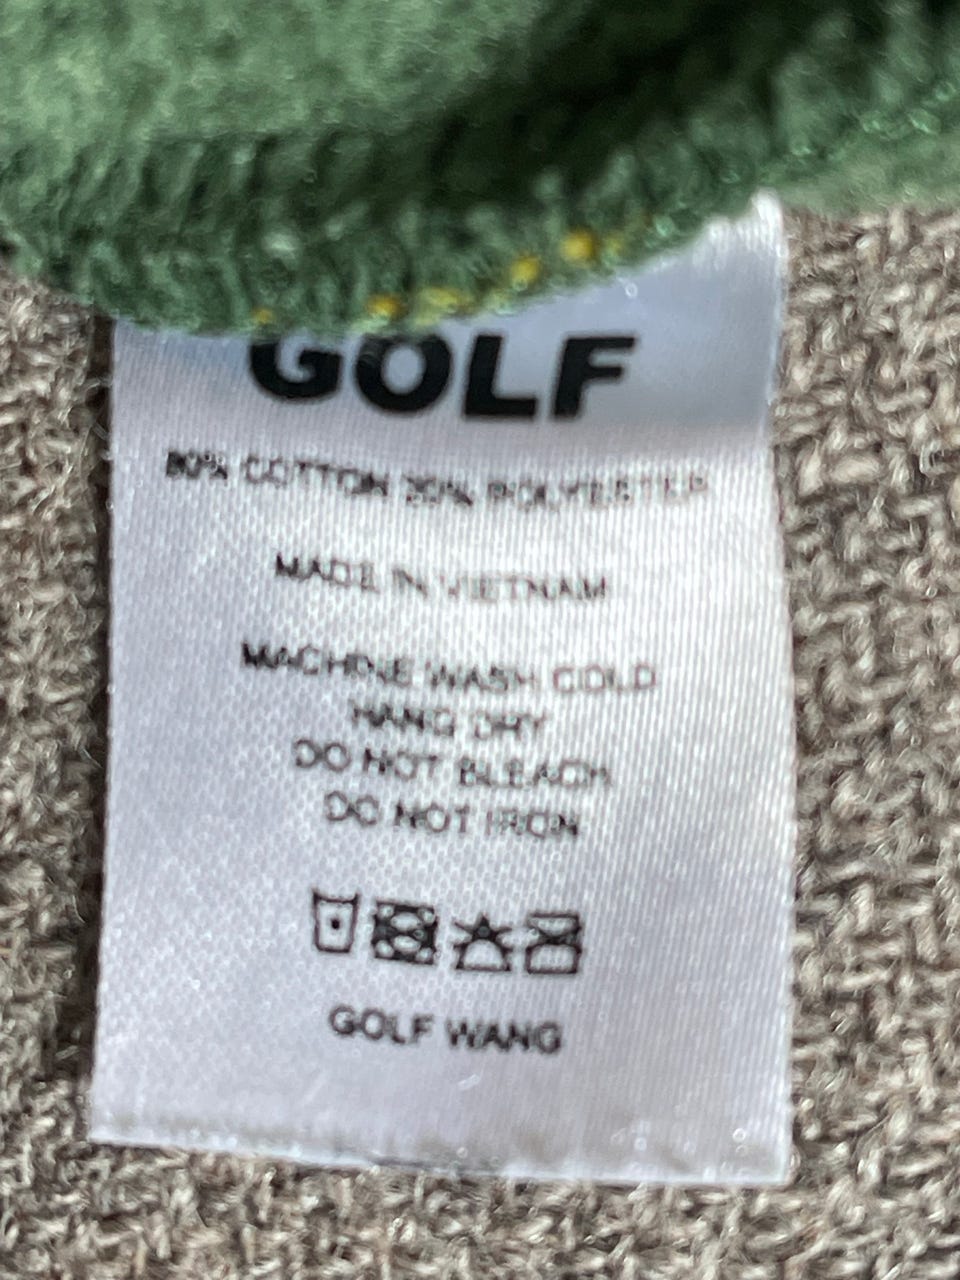 GOLF
80% COTTON 20% POLYESTER
MADE IN VIETNAM
MACHINE WASH COLD
HANG DRY
DO NOT BLEACH
DO NOT IRON
GOLF WANG